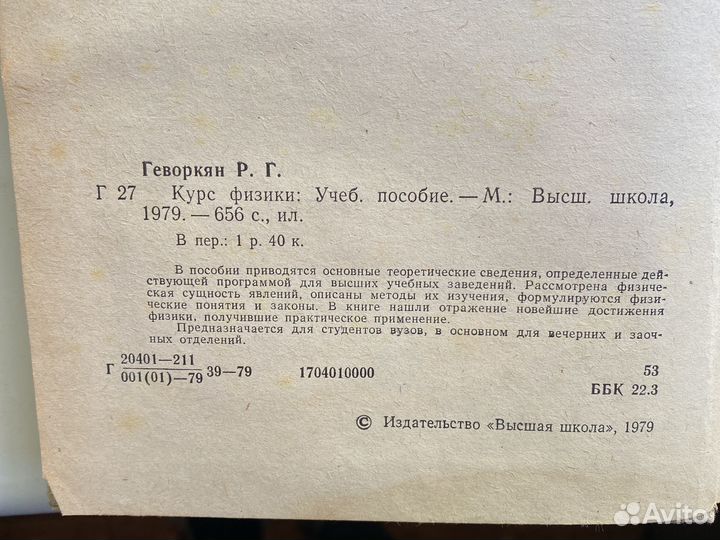 Геворкян Р. Г.
Г 27 Курс физики: Учеб. пособие. — М.: Высш. школа,
1979. — 656 с., ил.
В пер.: 1 р. 40 к.
В пособии приводятся основные теоретические сведения, определенные дей-
ствующей программой для высших учебных заведений. Рассмотрена физиче-
ская сущность явлений, описаны методы их изучения, формулируются физи-
ческие понятия и законы. В книге нашли отражение новейшие достижения
физики, получившие практическое применение.
Предназначается для студентов вузов, в основном для вечерних и заоч-
ных отделений.
Г 20401—211
001(01)—79 39—79 1704010000 53
ББК 22.3
© Издательство «Высшая школа», 1979
Avito